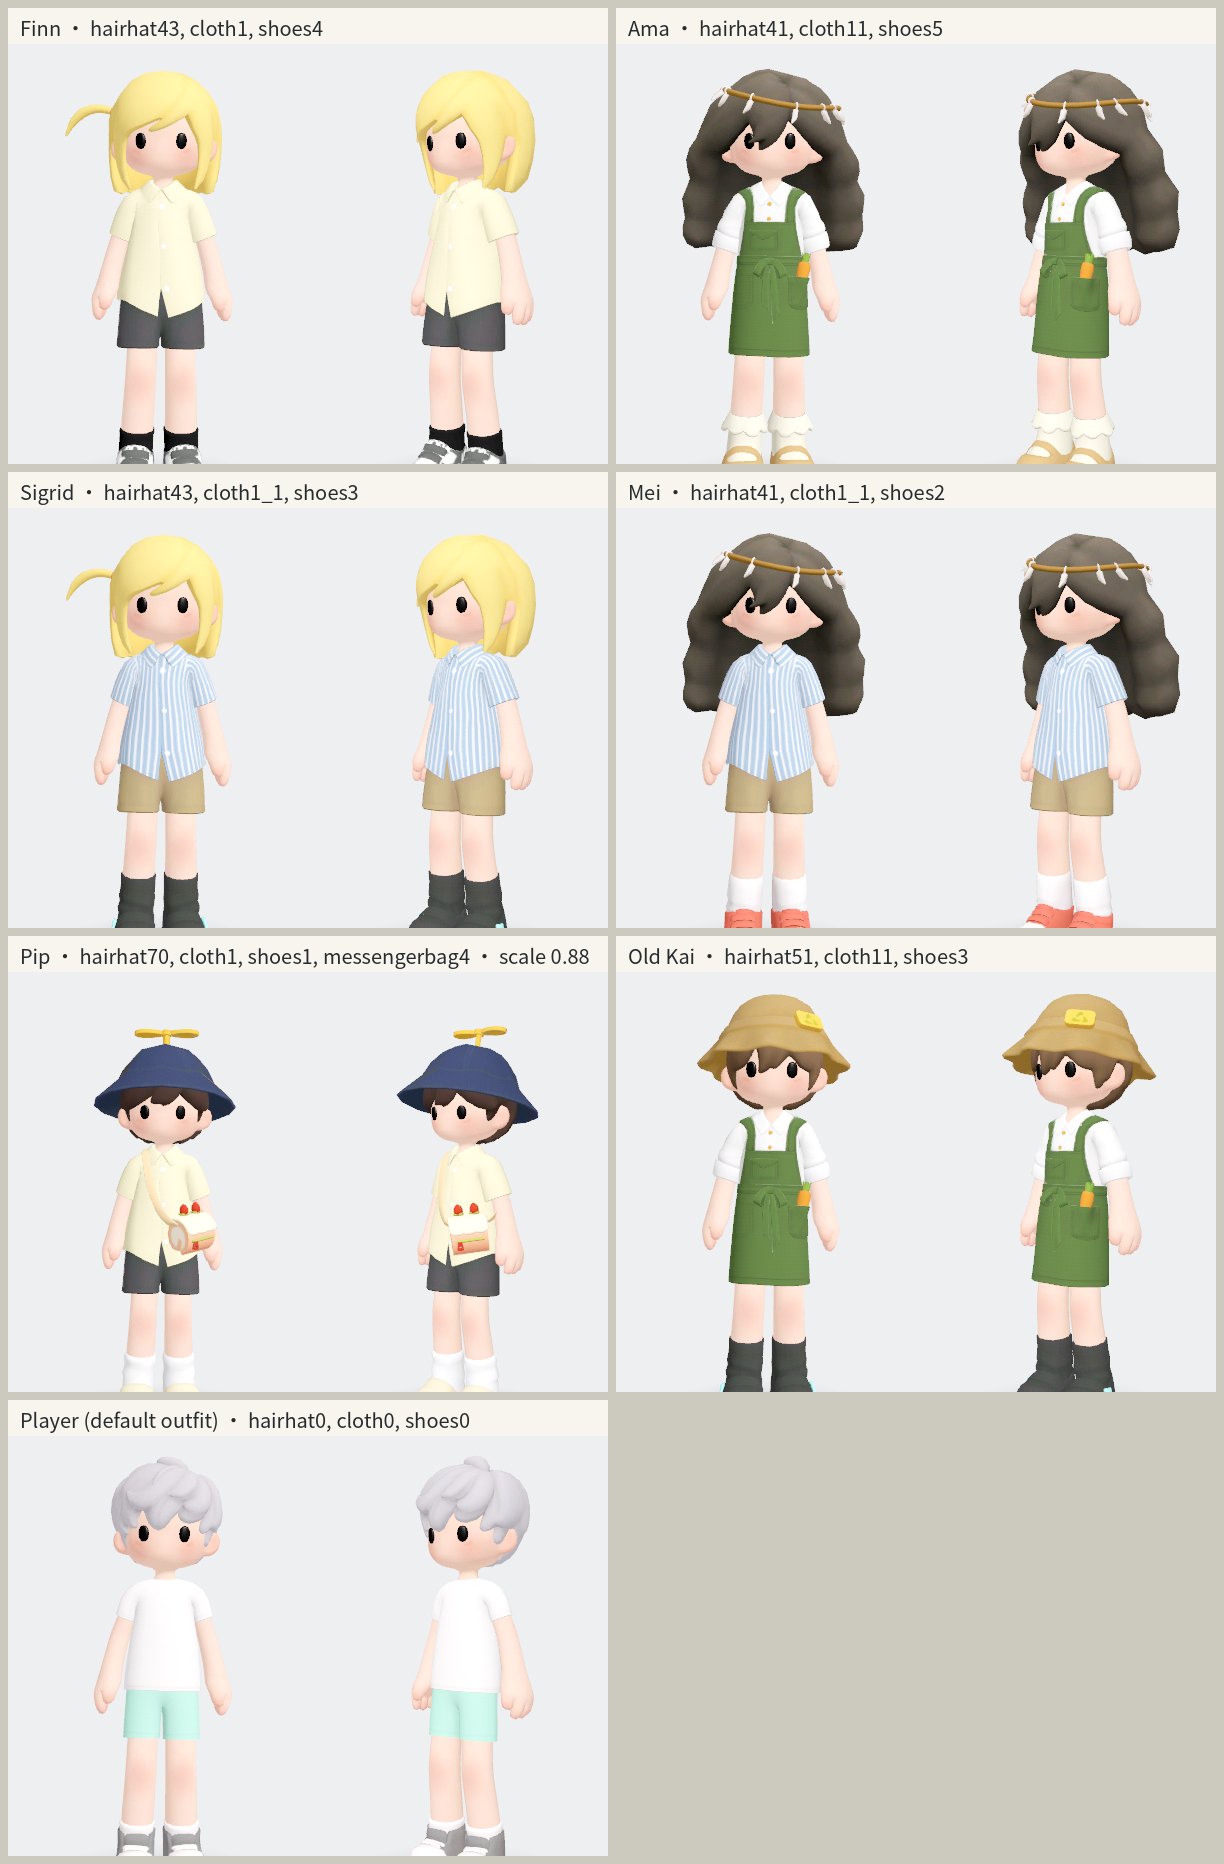 Finn • hairhat43, cloth1, shoes4
Ama • hairhat41, cloth11, shoes5
Sigrid • hairhat43, cloth1_1, shoes3
Mei • hairhat41, cloth1_1, shoes2
Pip • hairhat70, cloth1, shoes1, messengerbag4 • scale 0.88
Old Kai • hairhat51, cloth11, shoes3
Player (default outfit) • hairhat0, cloth0, shoes0